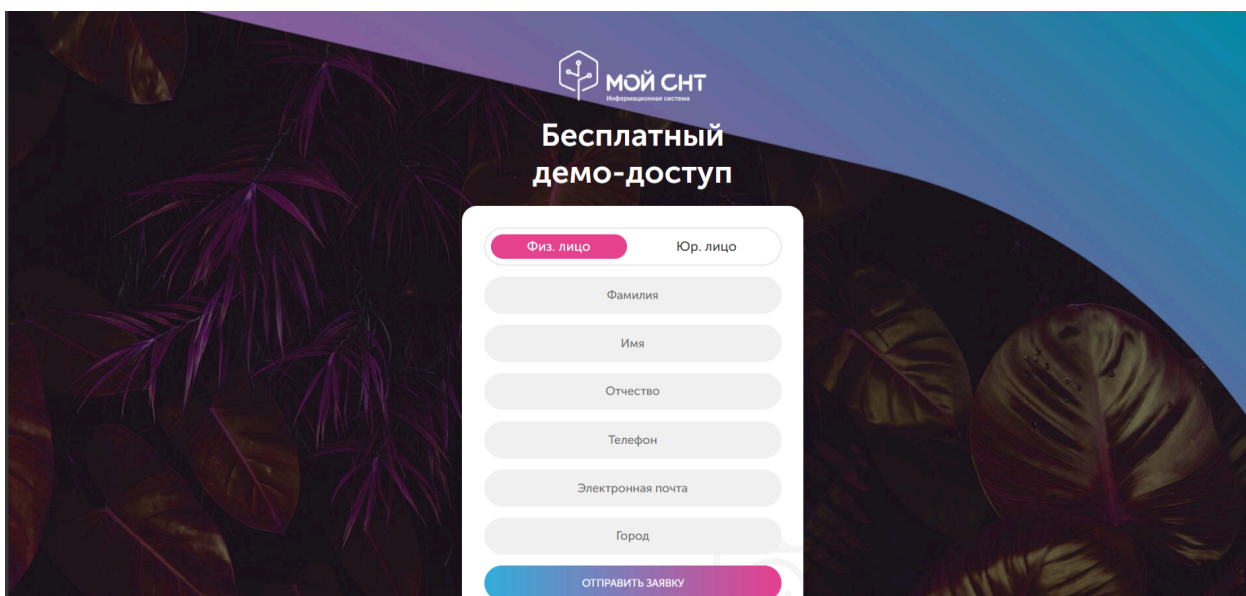 МОЙ СНТ
Информационная система
Бесплатный
демо-доступ
Физ. лицо Юр. лицо
Фамилия
Имя
Отчество
Телефон
Электронная почта
Город
ОТПРАВИТЬ ЗАЯВКУ